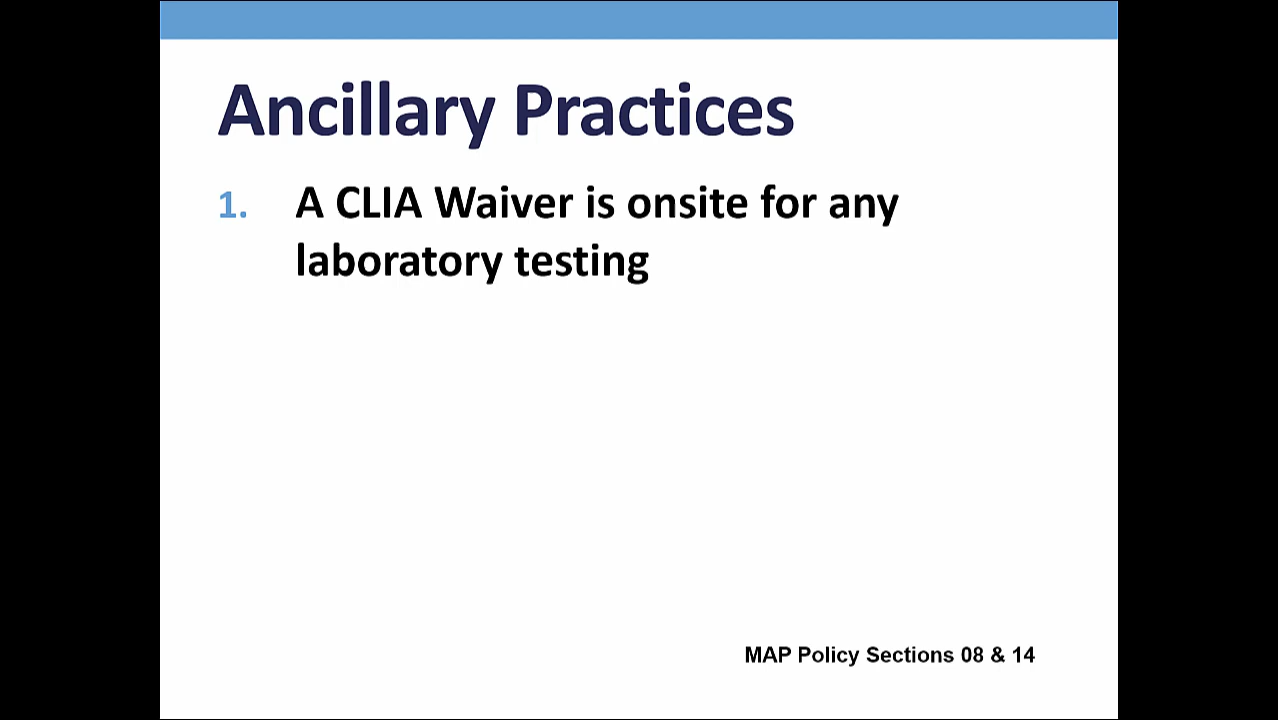 Ancillary Practices
1. A CLIA Waiver is onsite for any
laboratory testing
MAP Policy Sections 08 & 14